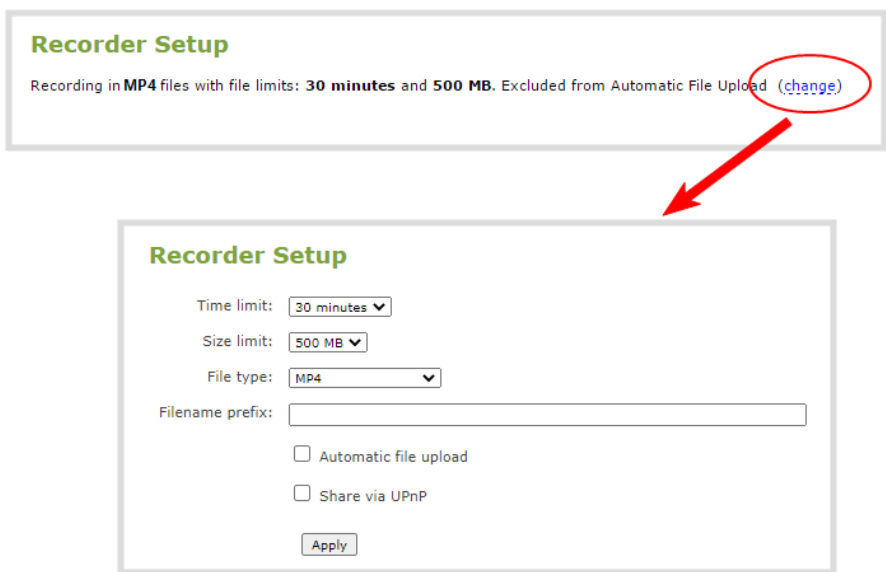 Recorder Setup
Recording in MP4 files with file limits: 30 minutes and 500 MB. Excluded from Automatic File Upload (change)
Recorder Setup
Time limit: 30 minutes
Size limit: 500 MB
File type: MP4
Filename prefix:
Automatic file upload
Share via UPnP
Apply